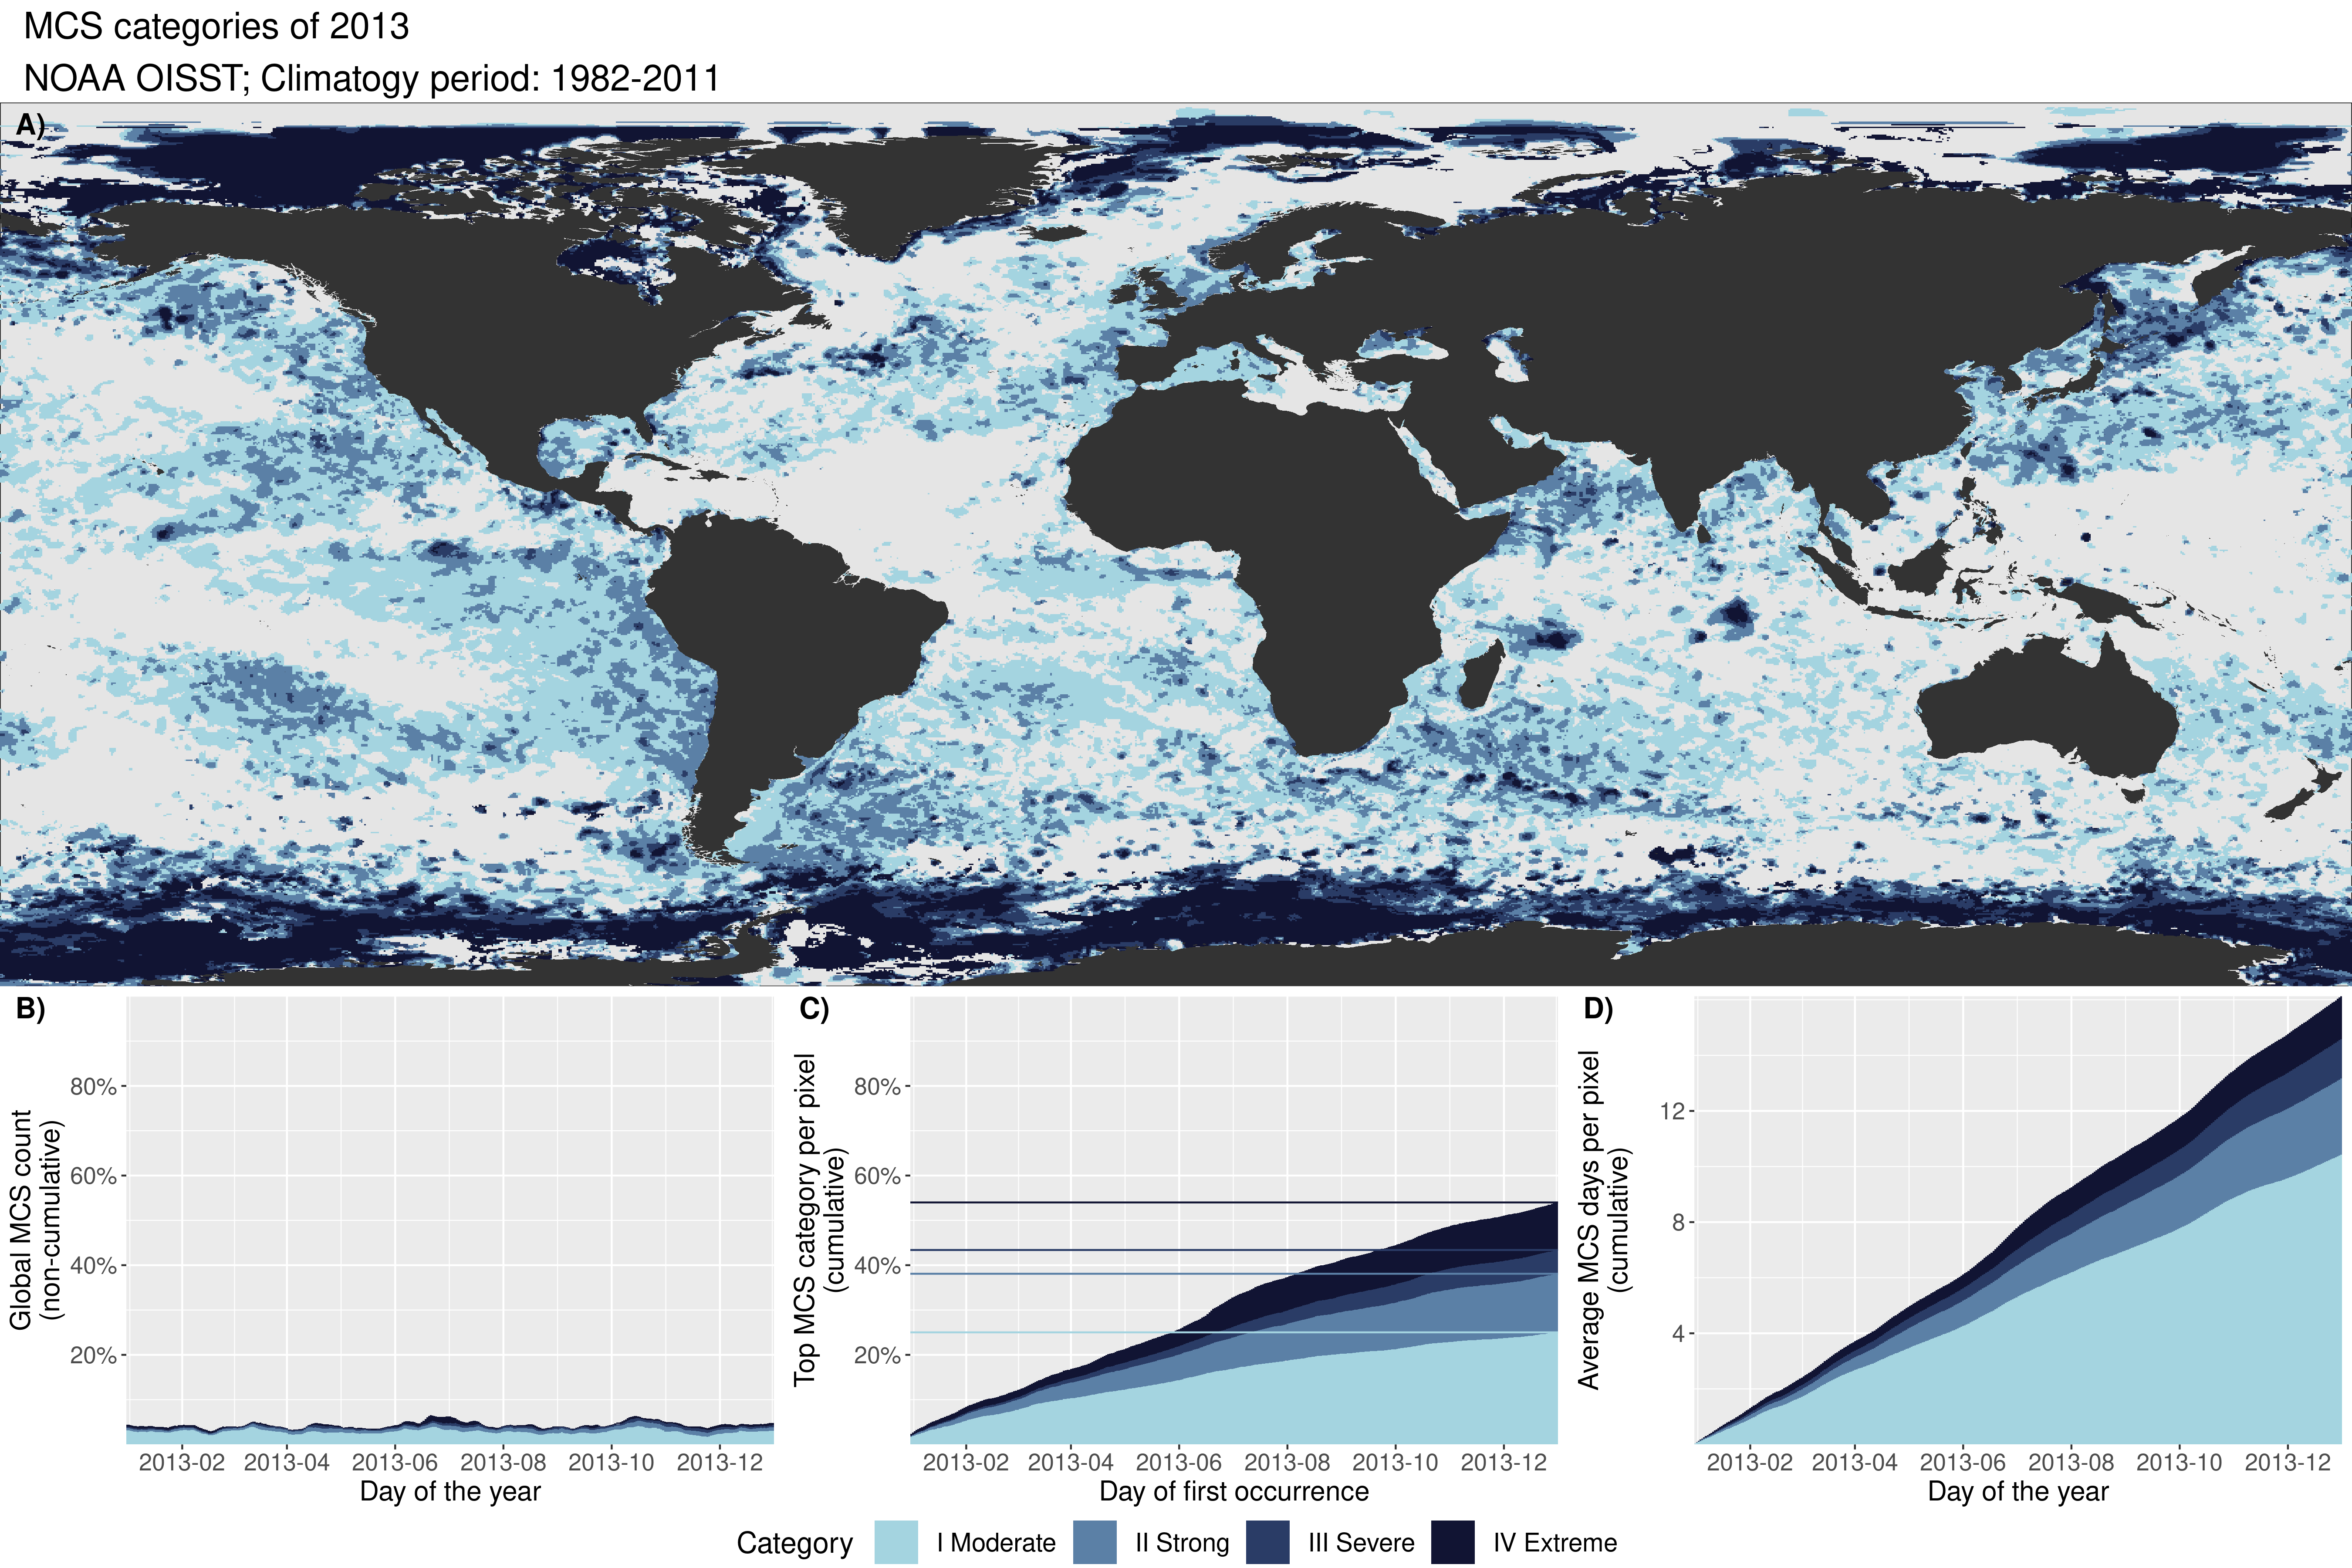 MCS categories of 2013
NOAA OISST; Climatogy period: 1982-2011
A)
B)
Global MCS count
(non-cumulative)
80%
60%
40%
20%
2013-02 2013-04 2013-06 2013-08 2013-10 2013-12
Day of the year
C)
Top MCS category per pixel
(cumulative)
80%
60%
40%
20%
2013-02 2013-04 2013-06 2013-08 2013-10 2013-12
Day of first occurrence
D)
Average MCS days per pixel
(cumulative)
12
8
4
2013-02 2013-04 2013-06 2013-08 2013-10 2013-12
Day of the year
Category I Moderate II Strong III Severe IV Extreme